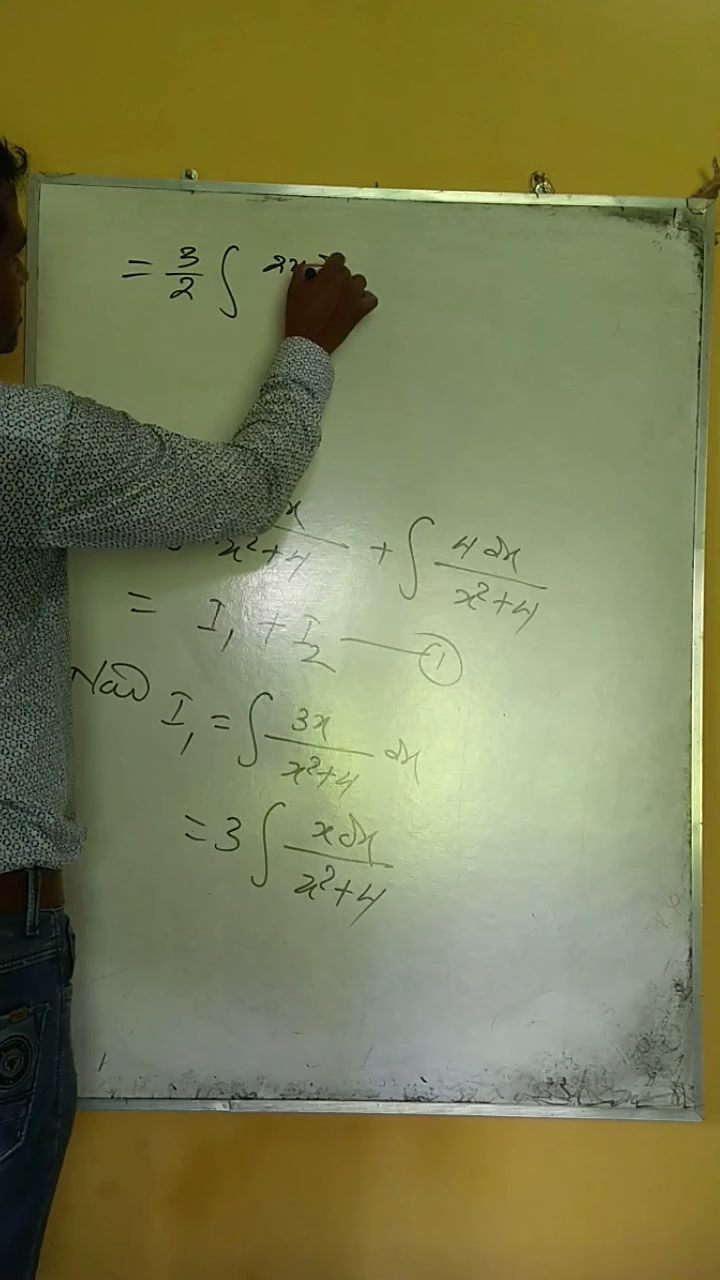 = 3/2 ∫ 2x
x / x²+4 + ∫ 4 dx / x²+4
= I₁ + I₂ —— ①
Now I₁ = ∫ 3x / x²+4 dx
= 3 ∫ x dx / x²+4